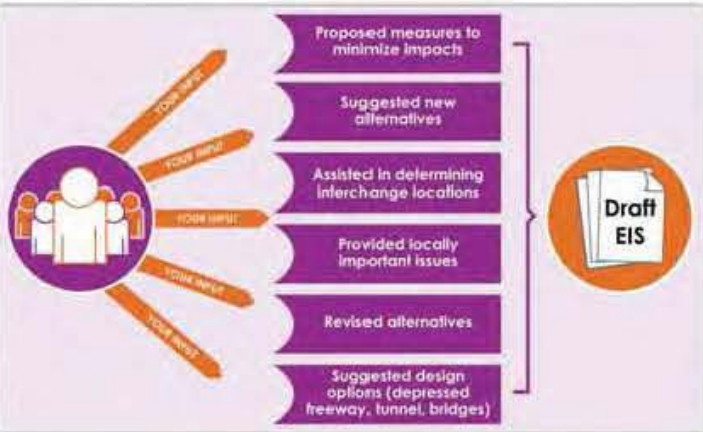 YOUR INPUT
YOUR INPUT
YOUR INPUT
YOUR INPUT
YOUR INPUT
Proposed measures to
minimize impacts
Suggested new
alternatives
Assisted in determining
interchange locations
Provided locally
important issues
Revised alternatives
Suggested design
options (depressed
freeway, tunnel, bridges)
Draft
EIS